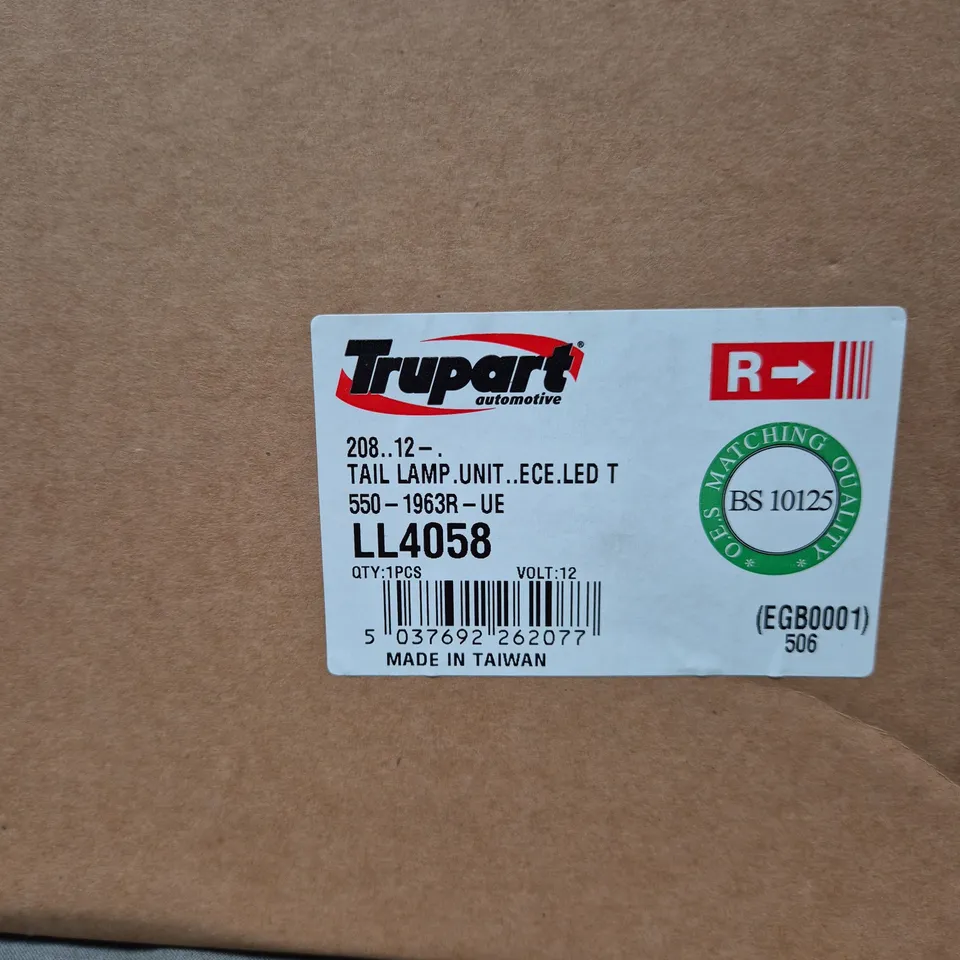 Trupart®
automotive
R
208..12-.
TAIL LAMP.UNIT..ECE.LED T
550-1963R-UE
LL4058
QTY:1PCS VOLT:12
5 037692 262077
MADE IN TAIWAN
O.E.S MATCHING QUALITY
BS 10125
(EGB0001)
506